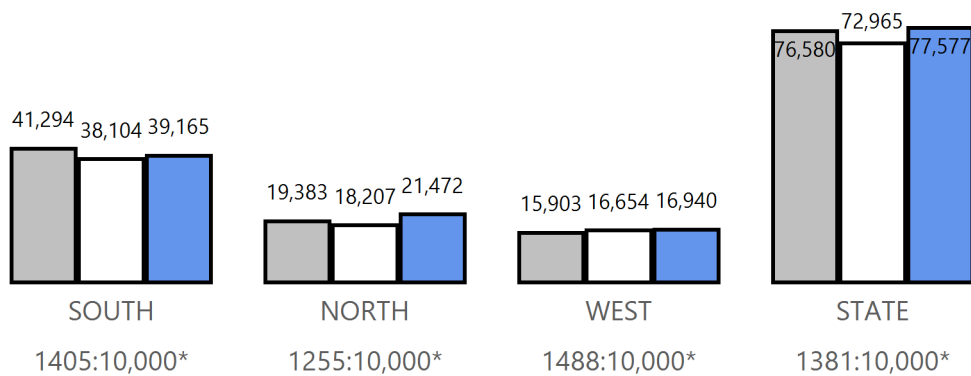 41,294 38,104 39,165
19,383 18,207 21,472
15,903 16,654 16,940
76,580 72,965 77,577
SOUTH NORTH WEST STATE
1405:10,000* 1255:10,000* 1488:10,000* 1381:10,000*